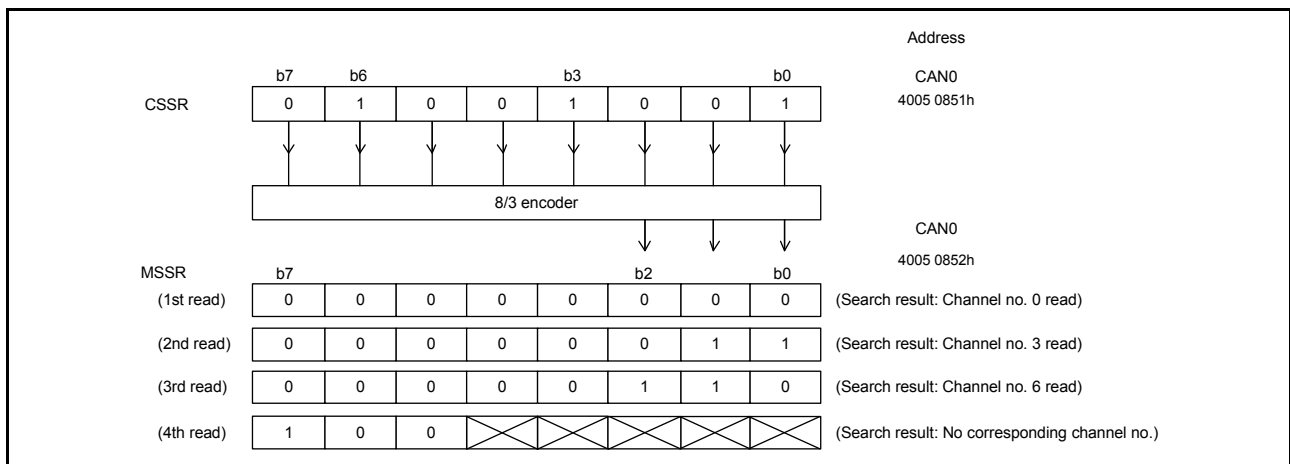 Address
b7 b6 b3 b0 CAN0
CSSR 0 1 0 0 1 0 0 1 4005 0851h
8/3 encoder
CAN0
4005 0852h
MSSR b7 b2 b0
(1st read) 0 0 0 0 0 0 0 0 (Search result: Channel no. 0 read)
(2nd read) 0 0 0 0 0 0 1 1 (Search result: Channel no. 3 read)
(3rd read) 0 0 0 0 0 1 1 0 (Search result: Channel no. 6 read)
(4th read) 1 0 0 (Search result: No corresponding channel no.)